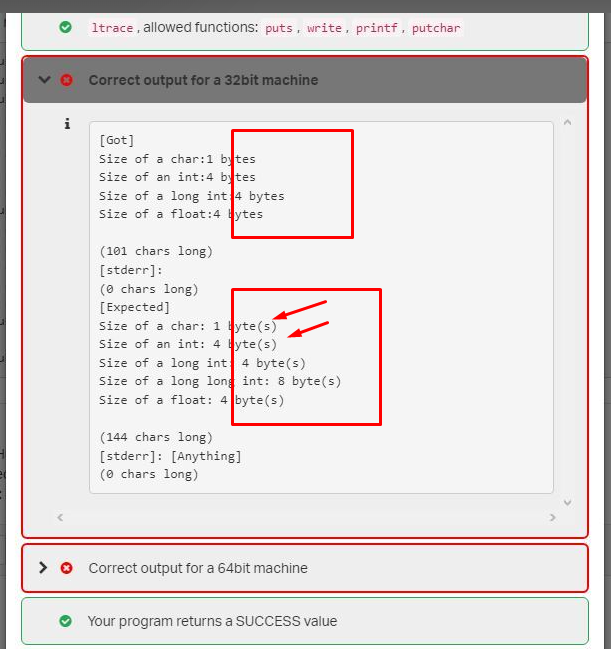 ltrace, allowed functions: puts, write, printf, putchar
Correct output for a 32bit machine
[Got]
Size of a char:1 bytes
Size of an int:4 bytes
Size of a long int:4 bytes
Size of a float:4 bytes
(101 chars long)
[stderr]:
(0 chars long)
[Expected]
Size of a char: 1 byte(s)
Size of an int: 4 byte(s)
Size of a long int: 4 byte(s)
Size of a long long int: 8 byte(s)
Size of a float: 4 byte(s)
(144 chars long)
[stderr]: [Anything]
(0 chars long)
Correct output for a 64bit machine
Your program returns a SUCCESS value